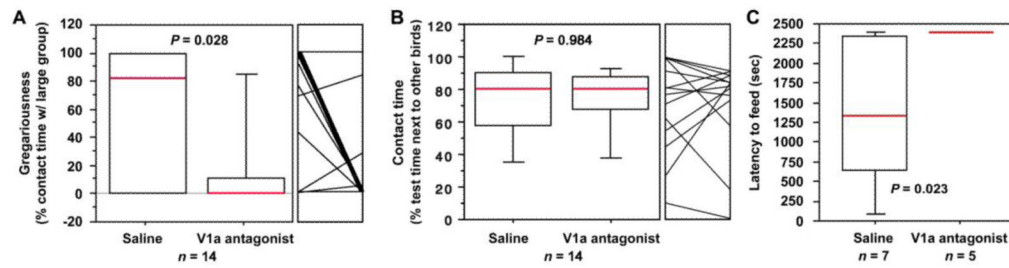 A
Gregariousness
(% contact time w/ large group)
120
100
80
60
40
20
0
-20
P = 0.028
Saline
V1a antagonist
n = 14
B
Contact time
(% test time next to other birds)
120
100
80
60
40
20
0
P = 0.984
Saline
V1a antagonist
n = 14
C
Latency to feed (sec)
2500
2250
2000
1750
1500
1250
1000
750
500
250
0
P = 0.023
Saline
V1a antagonist
n = 7
n = 5